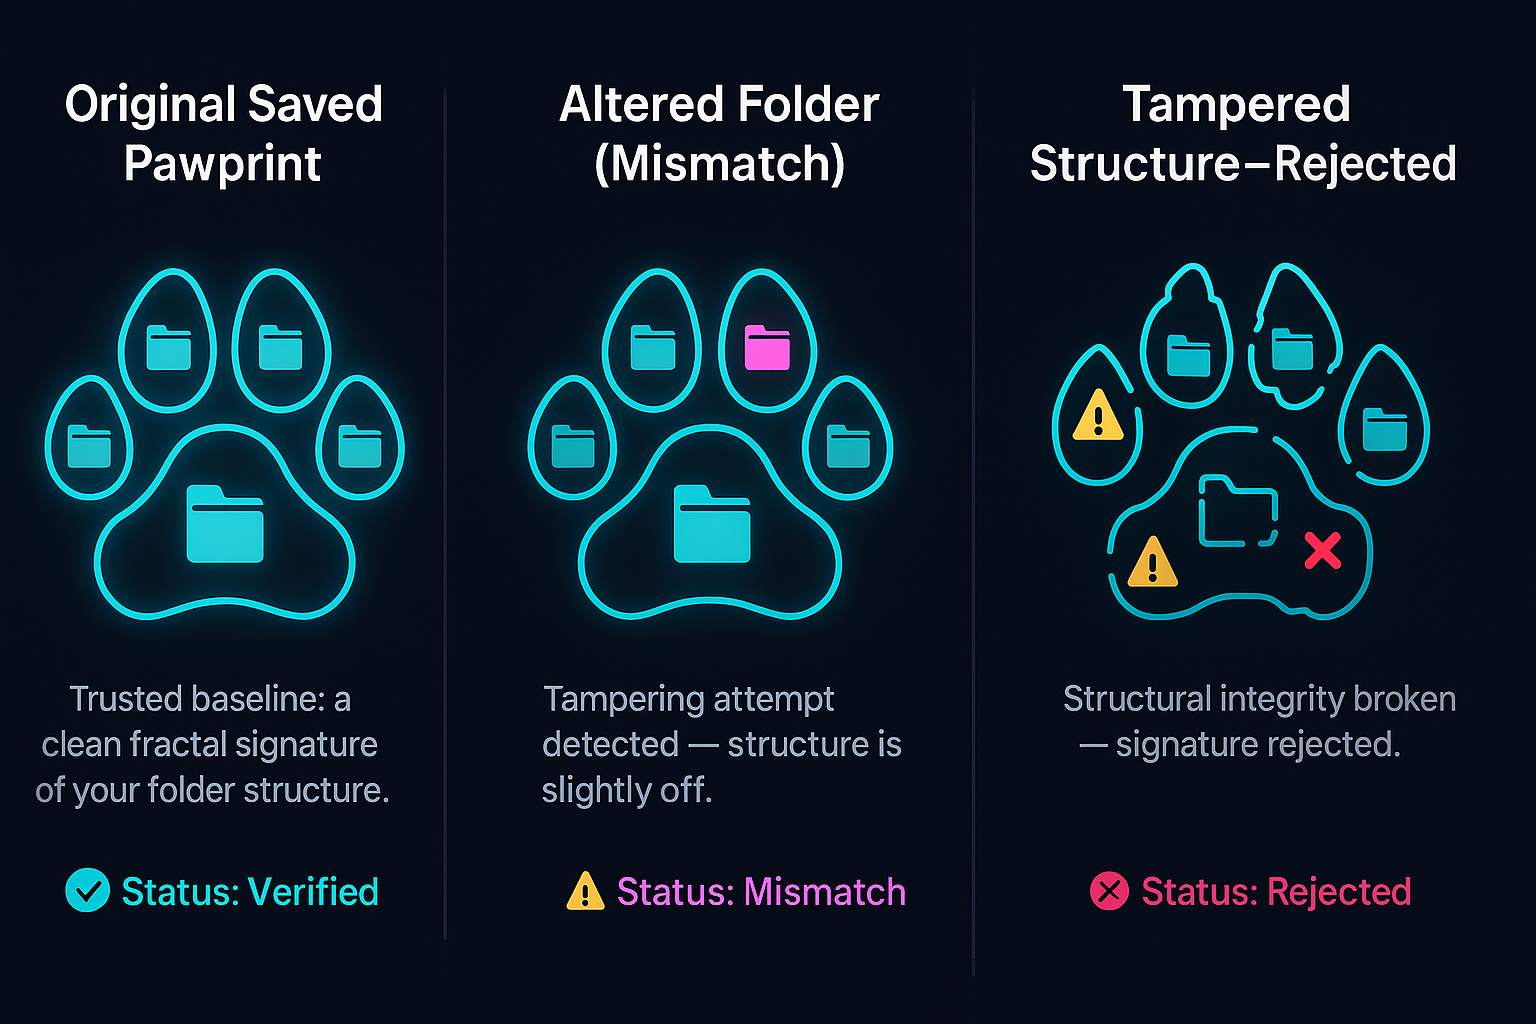 Original Saved
Pawprint
Trusted baseline: a
clean fractal signature
of your folder structure.
Status: Verified
Altered Folder
(Mismatch)
Tampering attempt
detected — structure is
slightly off.
Status: Mismatch
Tampered
Structure–Rejected
Structural integrity broken
— signature rejected.
Status: Rejected